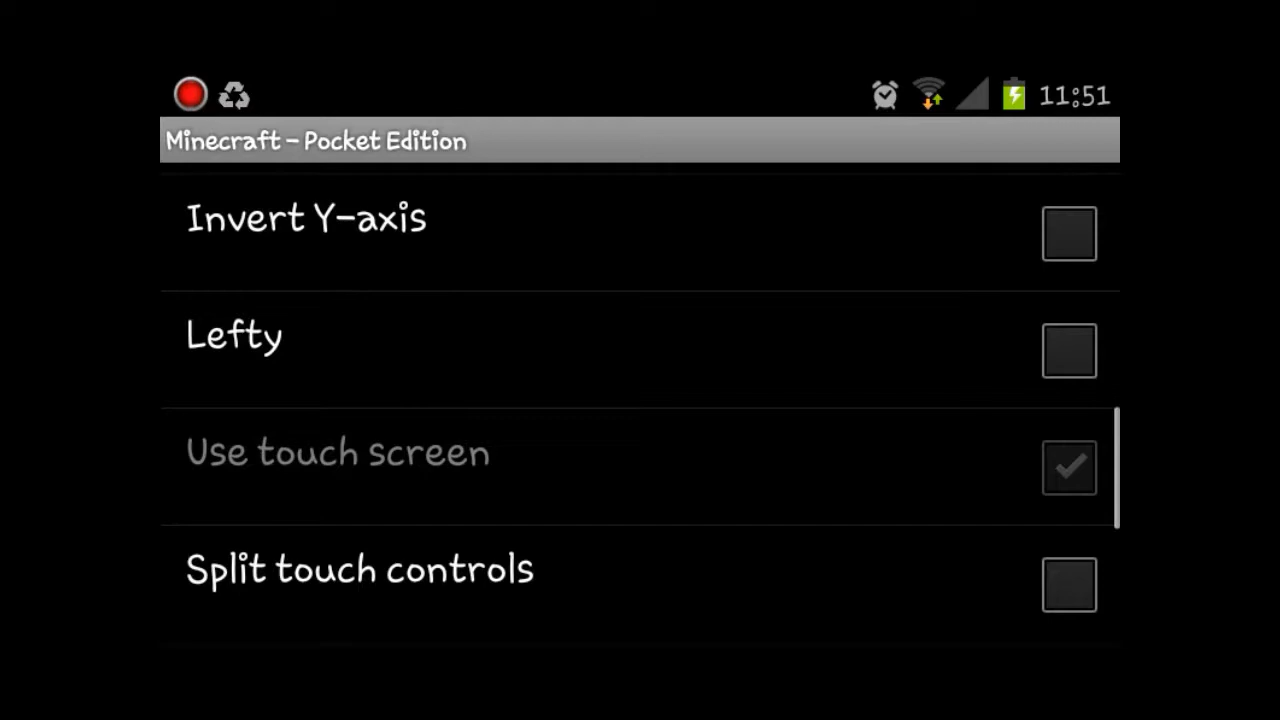 11:51
Minecraft - Pocket Edition
Invert Y-axis
Lefty
Use touch screen
Split touch controls